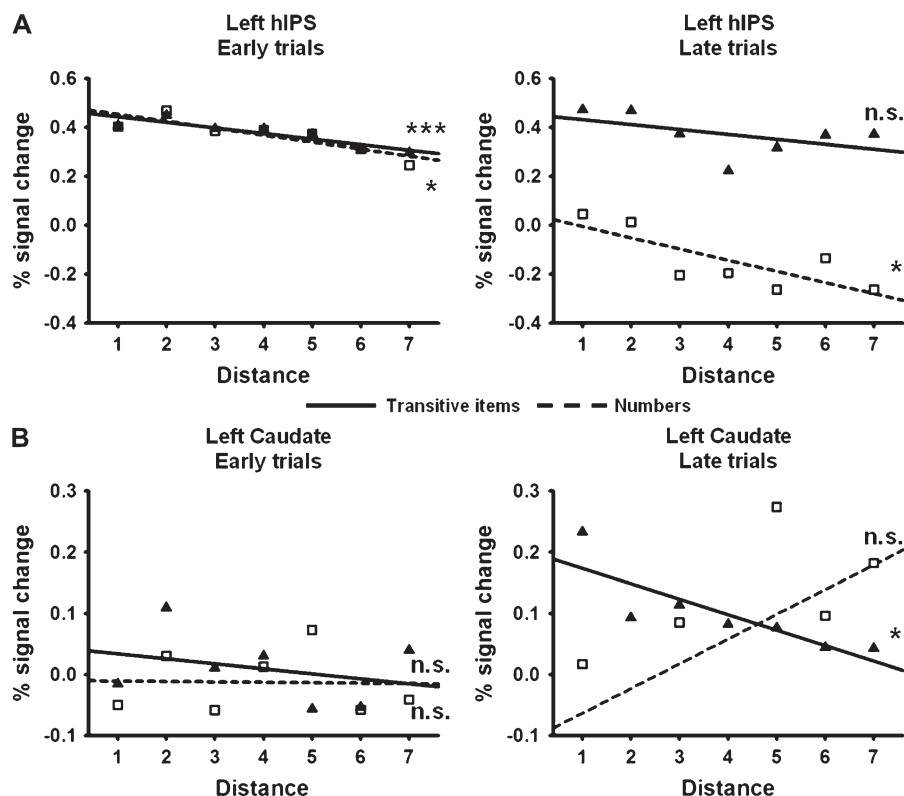 A
Left hIPS
Early trials
% signal change
0.6
0.4
0.2
0.0
-0.2
-0.4
***
*
1 2 3 4 5 6 7
Distance
Left hIPS
Late trials
% signal change
0.6
0.4
0.2
0.0
-0.2
-0.4
n.s.
*
1 2 3 4 5 6 7
Distance
Transitive items Numbers
B
Left Caudate
Early trials
% signal change
0.3
0.2
0.1
0.0
-0.1
n.s.
n.s.
1 2 3 4 5 6 7
Distance
Left Caudate
Late trials
% signal change
0.3
0.2
0.1
0.0
-0.1
n.s.
*
1 2 3 4 5 6 7
Distance